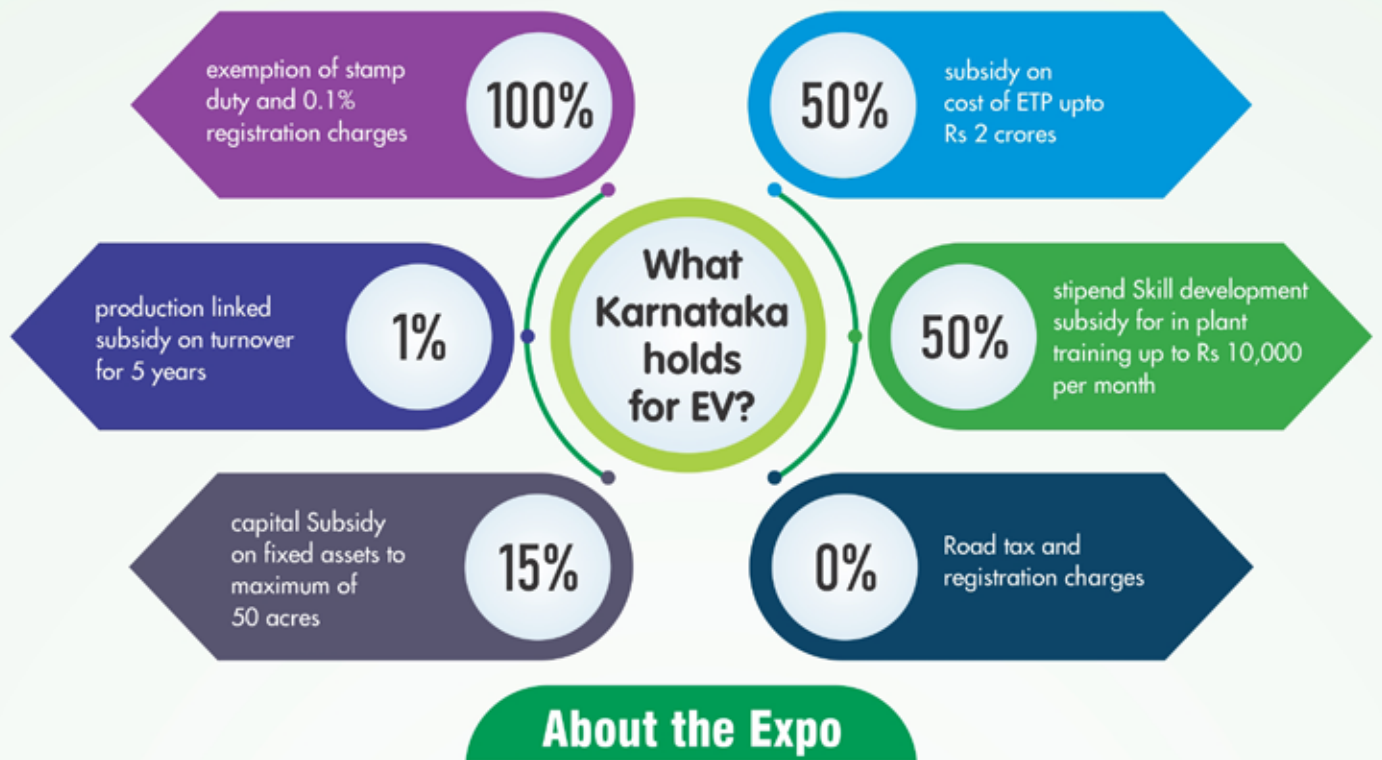 exemption of stamp
duty and 0.1%
registration charges
100%
50%
subsidy on
cost of ETP upto
Rs 2 crores
What
Karnataka
holds
for EV?
production linked
subsidy on turnover
for 5 years
1%
50%
stipend Skill development
subsidy for in plant
training up to Rs 10,000
per month
capital Subsidy
on fixed assets to
maximum of
50 acres
15%
0%
Road tax and
registration charges
About the Expo